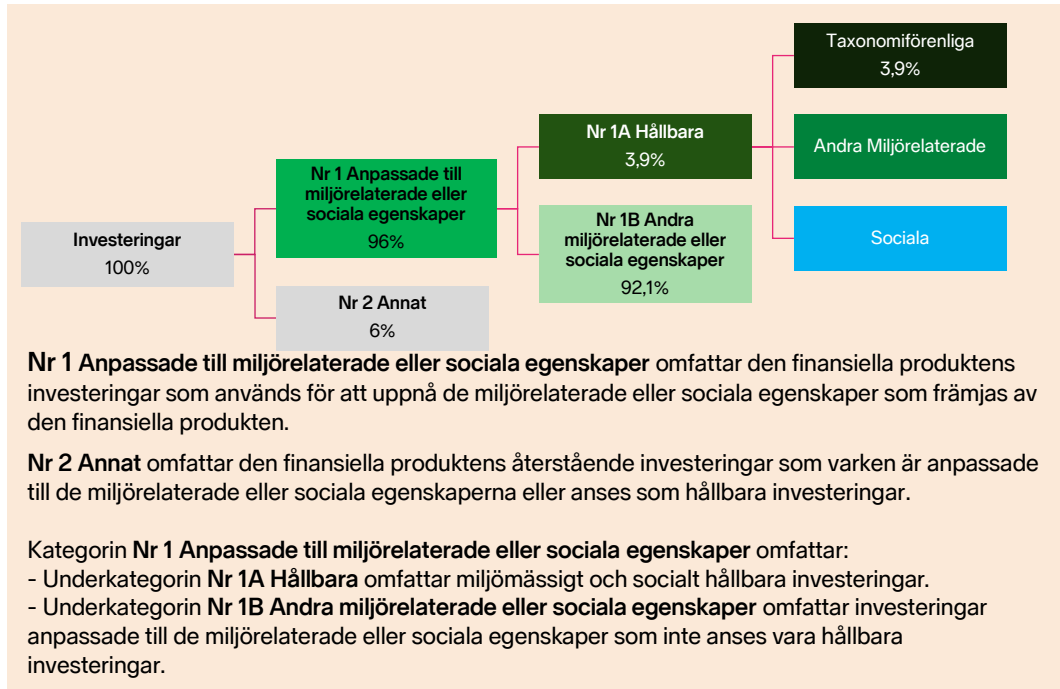 Investeringar
100%
Nr 1 Anpassade till
miljörelaterade eller
sociala egenskaper
96%
Nr 2 Annat
6%
Nr 1A Hållbara
3,9%
Nr 1B Andra
miljörelaterade eller
sociala egenskaper
92,1%
Taxonomiförenliga
3,9%
Andra Miljörelaterade
Sociala
Nr 1 Anpassade till miljörelaterade eller sociala egenskaper omfattar den finansiella produktens
investeringar som används för att uppnå de miljörelaterade eller sociala egenskaper som främjas av
den finansiella produkten.
Nr 2 Annat omfattar den finansiella produktens återstående investeringar som varken är anpassade
till de miljörelaterade eller sociala egenskaperna eller anses som hållbara investeringar.
Kategorin Nr 1 Anpassade till miljörelaterade eller sociala egenskaper omfattar:
- Underkategorin Nr 1A Hållbara omfattar miljömässigt och socialt hållbara investeringar.
- Underkategorin Nr 1B Andra miljörelaterade eller sociala egenskaper omfattar investeringar
anpassade till de miljörelaterade eller sociala egenskaper som inte anses vara hållbara
investeringar.